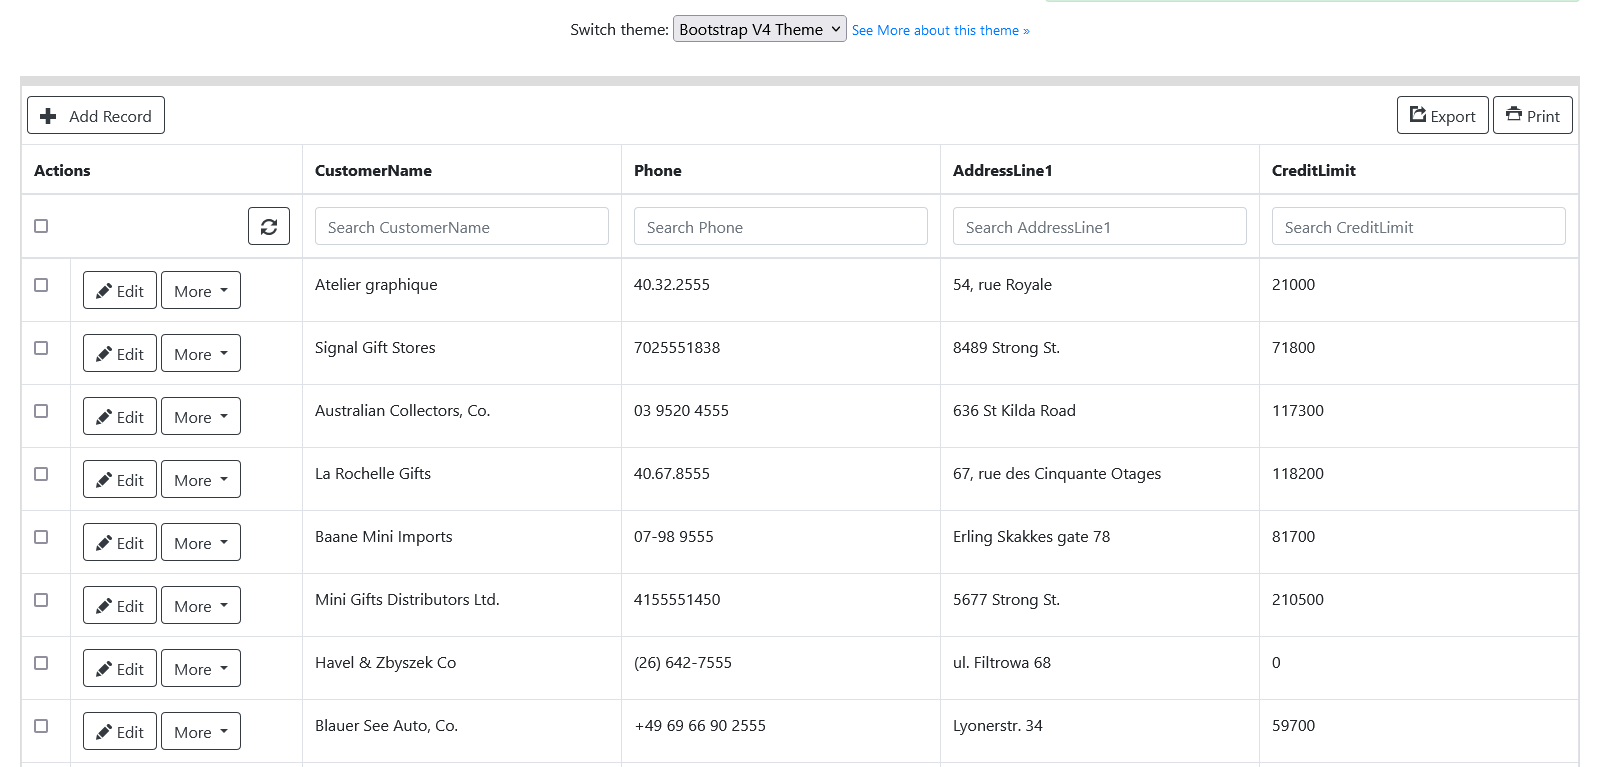 Switch theme: Bootstrap V4 Theme See More about this theme »
Add Record Export Print
Actions CustomerName Phone AddressLine1 CreditLimit
Search CustomerName Search Phone Search AddressLine1 Search CreditLimit
Edit More Atelier graphique 40.32.2555 54, rue Royale 21000
Edit More Signal Gift Stores 7025551838 8489 Strong St. 71800
Edit More Australian Collectors, Co. 03 9520 4555 636 St Kilda Road 117300
Edit More La Rochelle Gifts 40.67.8555 67, rue des Cinquante Otages 118200
Edit More Baane Mini Imports 07-98 9555 Erling Skakkes gate 78 81700
Edit More Mini Gifts Distributors Ltd. 4155551450 5677 Strong St. 210500
Edit More Havel & Zbyszek Co (26) 642-7555 ul. Filtrowa 68 0
Edit More Blauer See Auto, Co. +49 69 66 90 2555 Lyonerstr. 34 59700